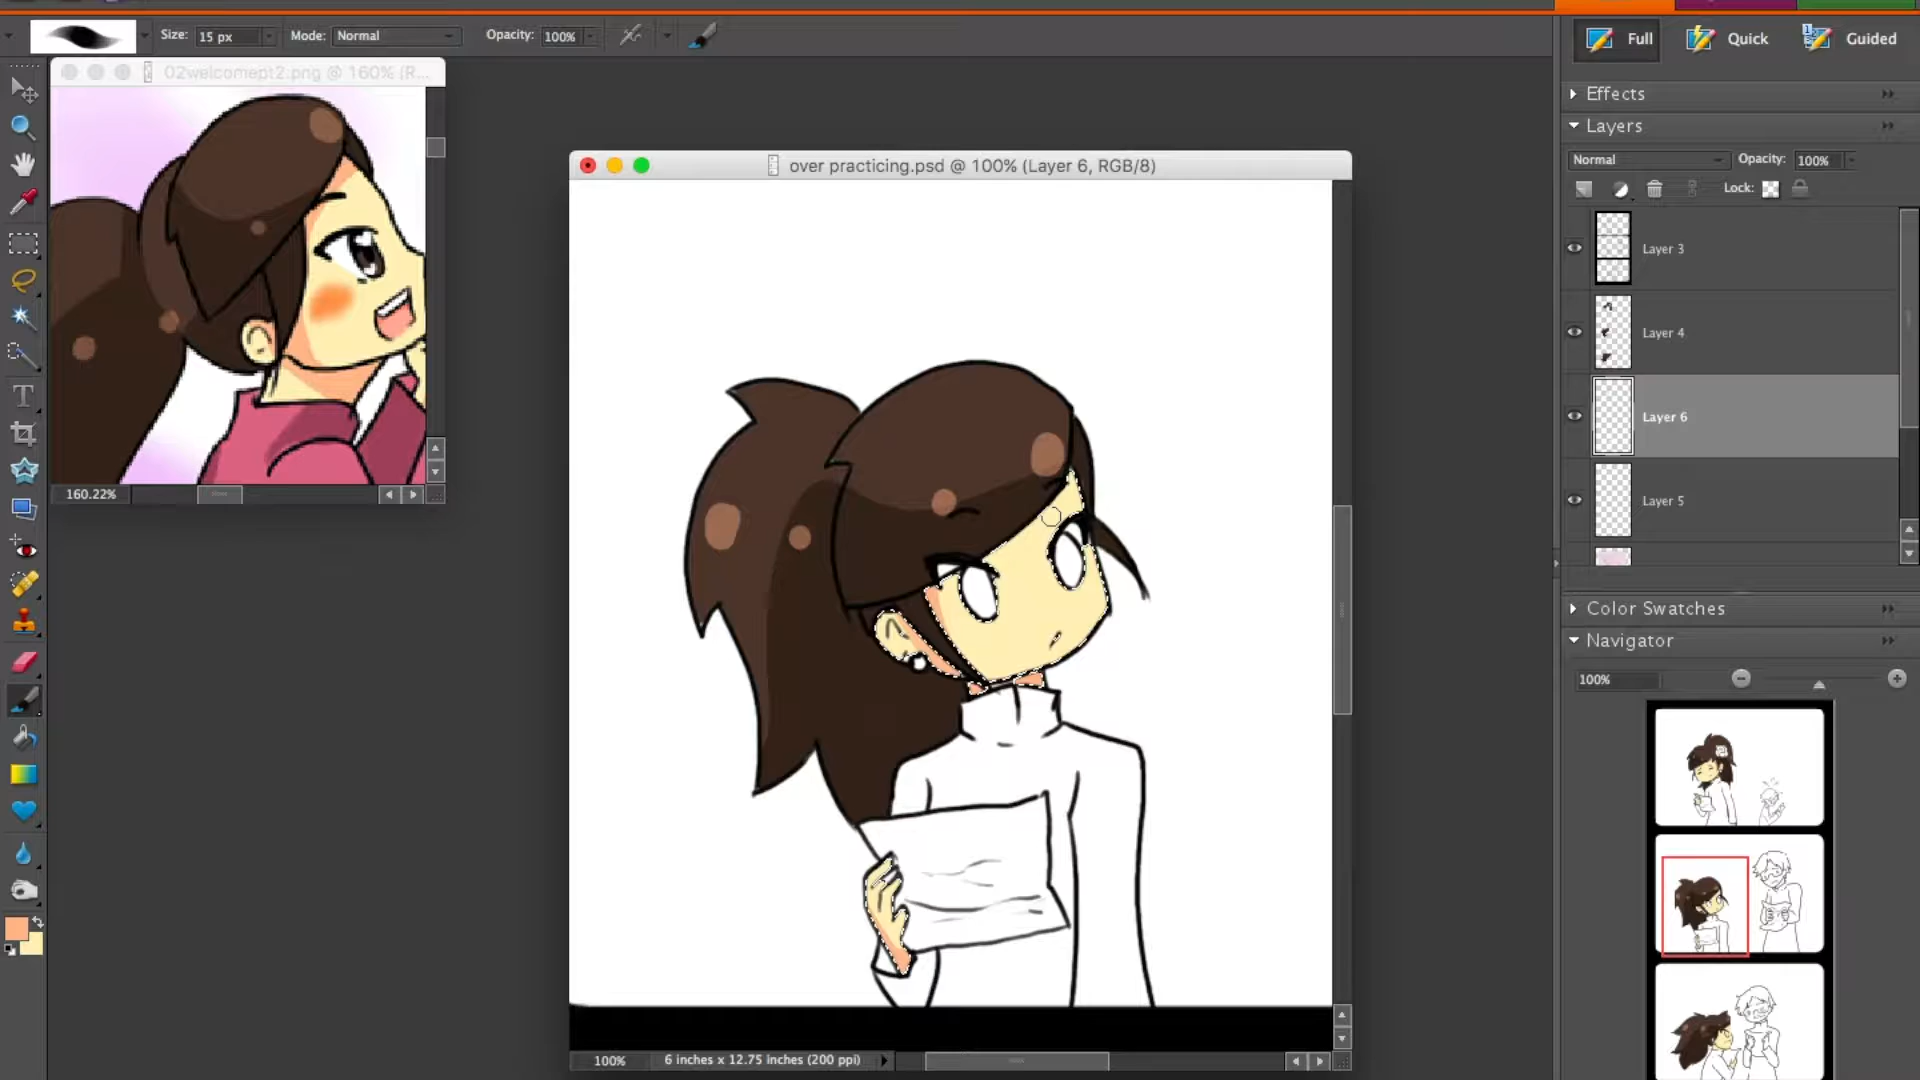 Size: 15 px Mode: Normal Opacity: 100%
Full Quick Guided
02welcomept2.png @ 160% (R...
Effects
Layers
Normal Opacity: 100%
Lock:
over practicing.psd @ 100% (Layer 6, RGB/8)
Layer 3
Layer 4
Layer 6
Layer 5
160.22%
Color Swatches
Navigator
100%
100% 6 inches x 12.75 inches (200 ppi)